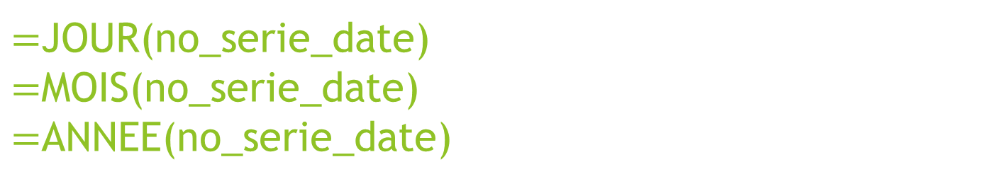 =JOUR(no_serie_date)
=MOIS(no_serie_date)
=ANNEE(no_serie_date)